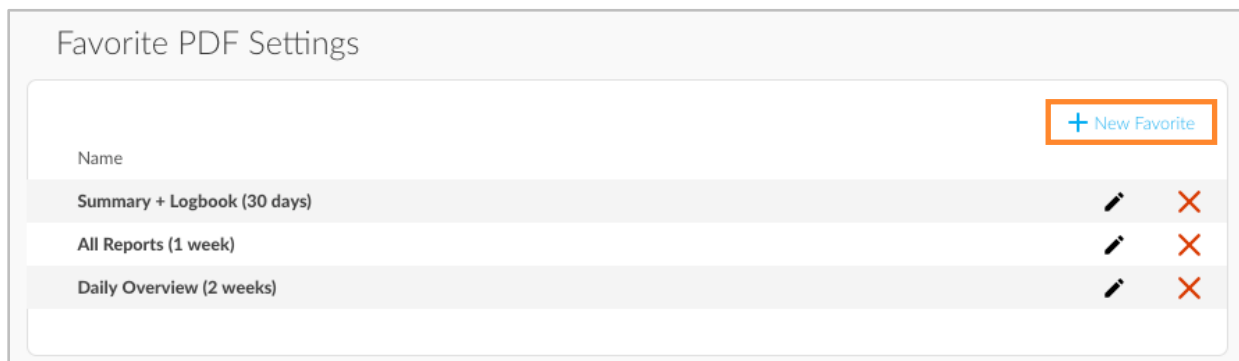 Favorite PDF Settings
New Favorite
Name
Summary + Logbook (30 days)
All Reports (1 week)
Daily Overview (2 weeks)